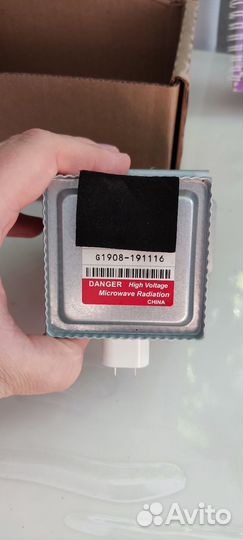 G1908-191116
DANGER High Voltage
Microwave Radiation
CHINA
Avito